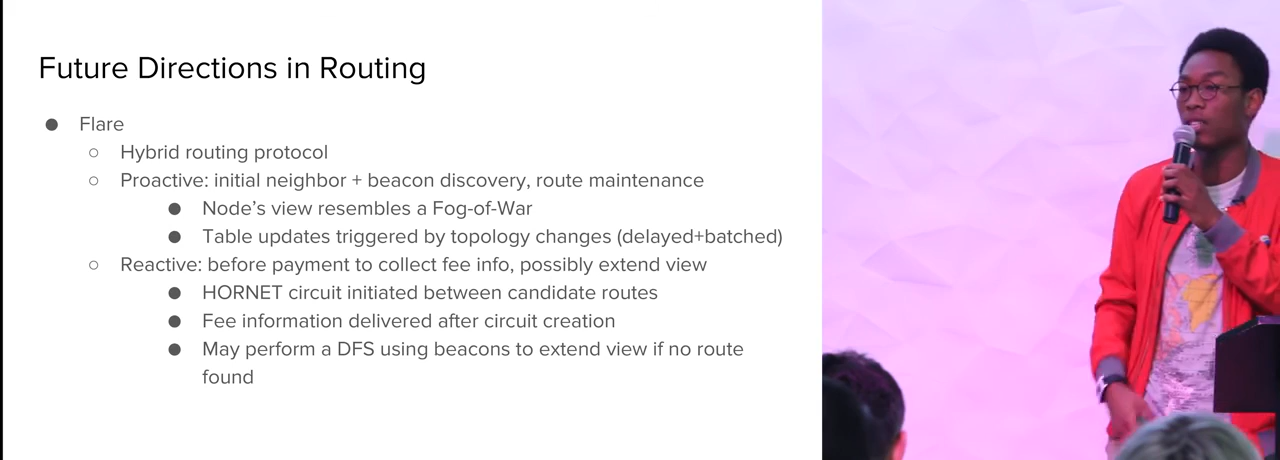 Future Directions in Routing
● Flare
○ Hybrid routing protocol
○ Proactive: initial neighbor + beacon discovery, route maintenance
● Node’s view resembles a Fog-of-War
● Table updates triggered by topology changes (delayed+batched)
○ Reactive: before payment to collect fee info, possibly extend view
● HORNET circuit initiated between candidate routes
● Fee information delivered after circuit creation
● May perform a DFS using beacons to extend view if no route
found